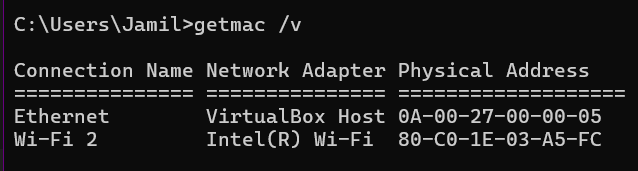 C:\Users\Jamil>getmac /v
Connection Name Network Adapter Physical Address
=============== =============== ===================
Ethernet        VirtualBox Host 0A-00-27-00-00-05
Wi-Fi 2         Intel(R) Wi-Fi  80-C0-1E-03-A5-FC